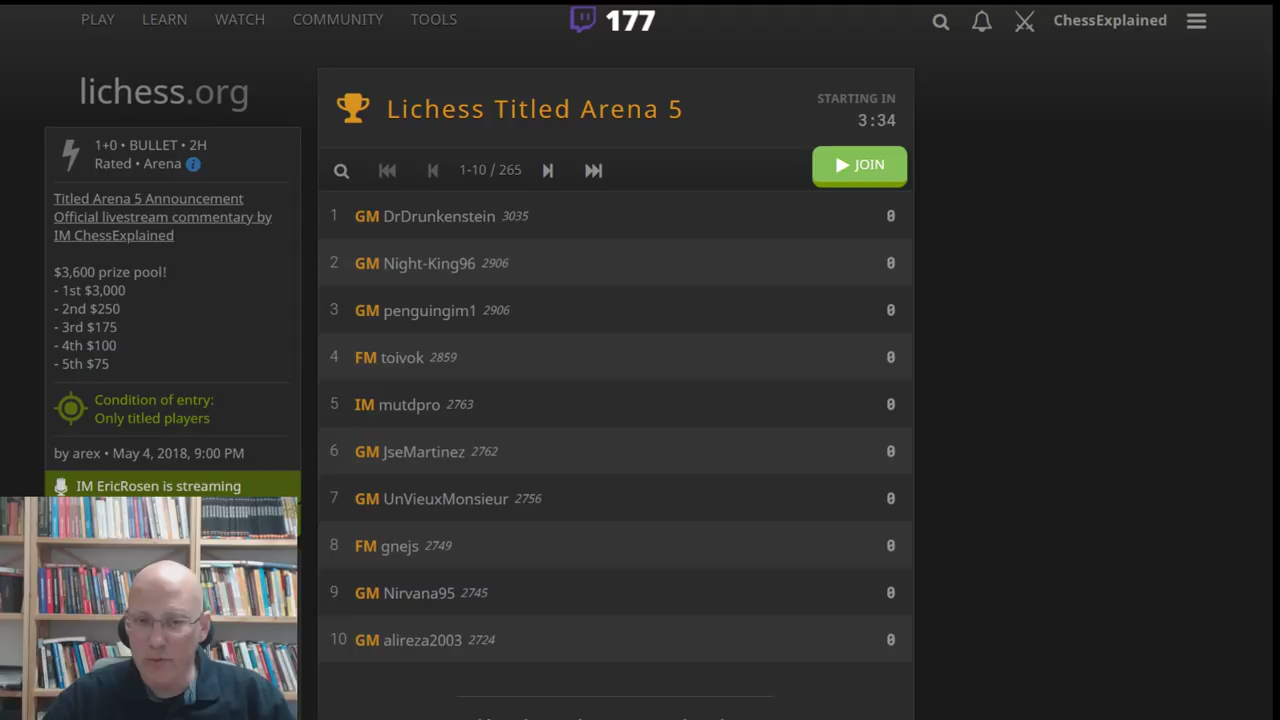 PLAY LEARN WATCH COMMUNITY TOOLS
177
ChessExplained
lichess.org
1+0 • BULLET • 2H
Rated • Arena
Titled Arena 5 Announcement
Official livestream commentary by
IM ChessExplained
$3,600 prize pool!
- 1st $3,000
- 2nd $250
- 3rd $175
- 4th $100
- 5th $75
Condition of entry:
Only titled players
by arex • May 4, 2018, 9:00 PM
IM EricRosen is streaming
Lichess Titled Arena 5
STARTING IN
3:34
1-10 / 265
JOIN
1 GM DrDrunkenstein 3035 0
2 GM Night-King96 2906 0
3 GM penguingim1 2906 0
4 FM toivok 2859 0
5 IM mutdpro 2763 0
6 GM JseMartinez 2762 0
7 GM UnVieuxMonsieur 2756 0
8 FM gnejs 2749 0
9 GM Nirvana95 2745 0
10 GM alireza2003 2724 0